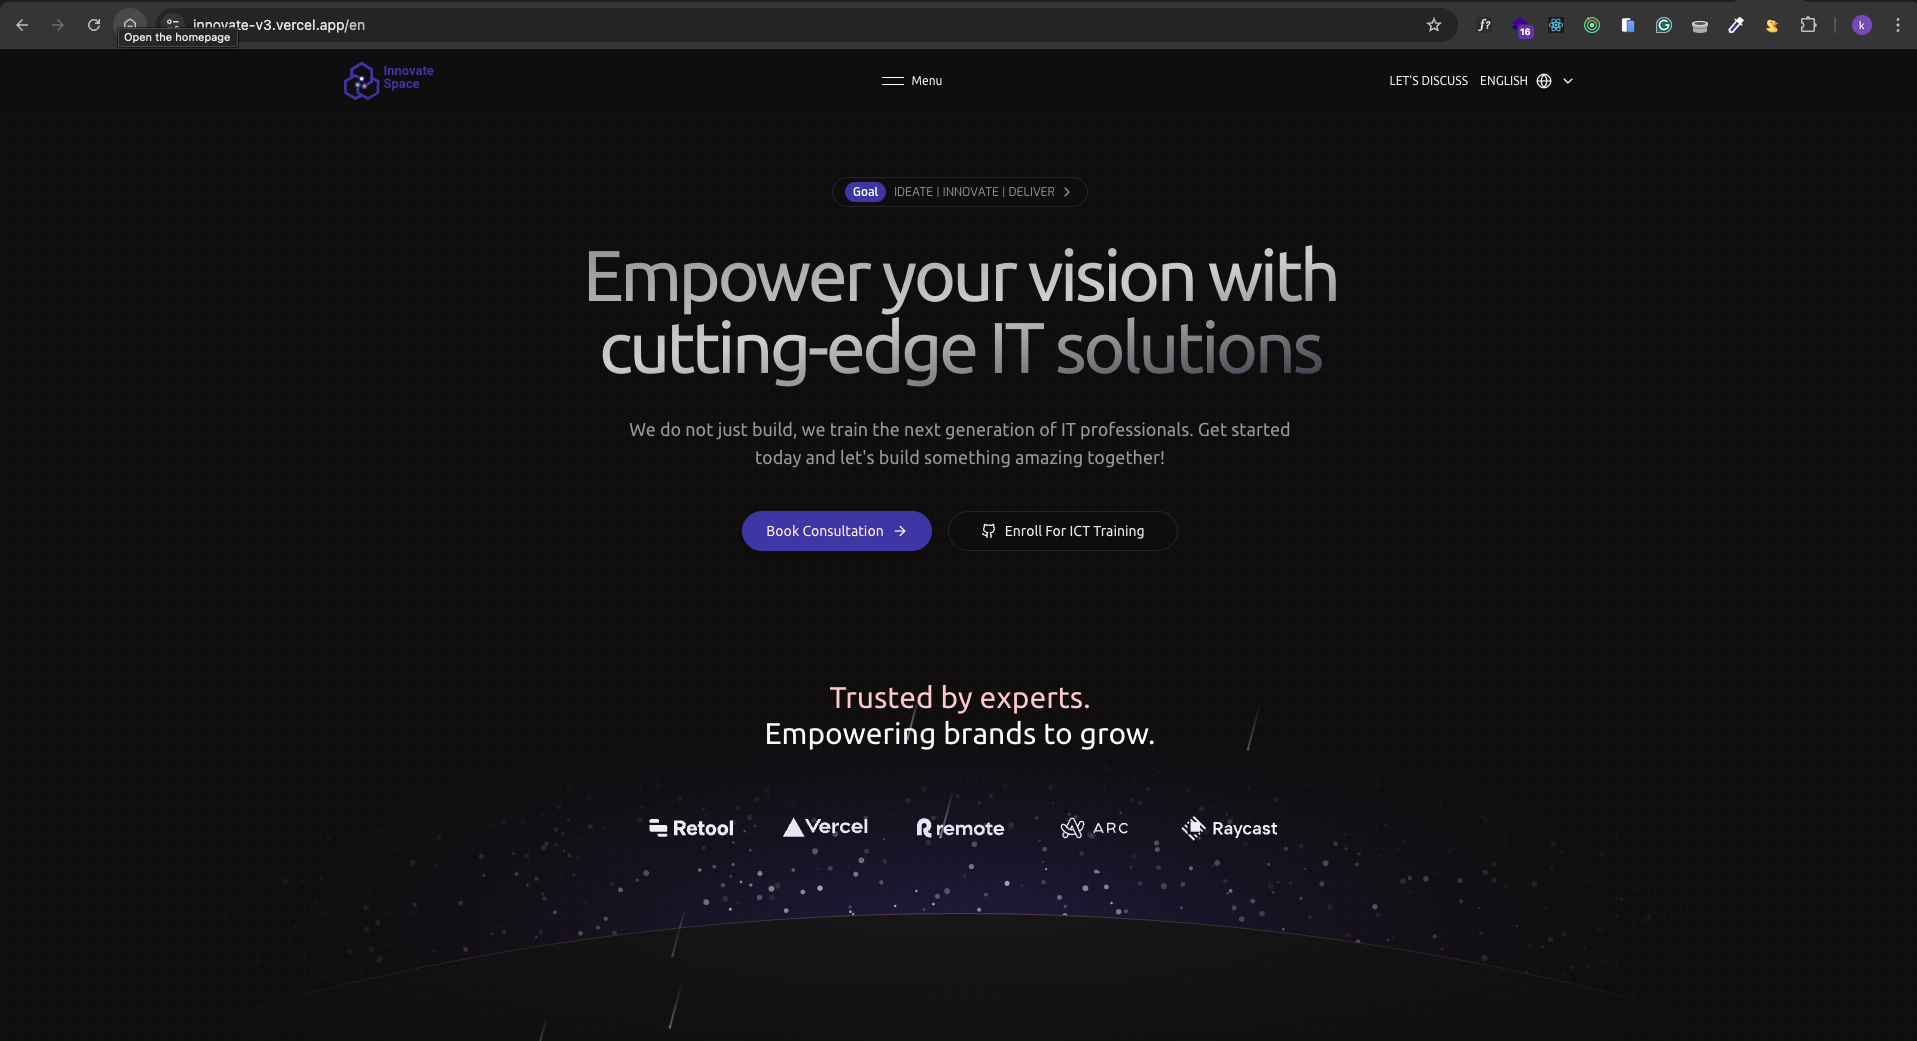 innovate-v3.vercel.app/en
Open the homepage
16
k
Innovate
Space
Menu
LET'S DISCUSS
ENGLISH
Goal IDEATE | INNOVATE | DELIVER
Empower your vision with
cutting-edge IT solutions
We do not just build, we train the next generation of IT professionals. Get started
today and let's build something amazing together!
Book Consultation
Enroll For ICT Training
Trusted by experts.
Empowering brands to grow.
Retool
Vercel
remote
ARC
Raycast